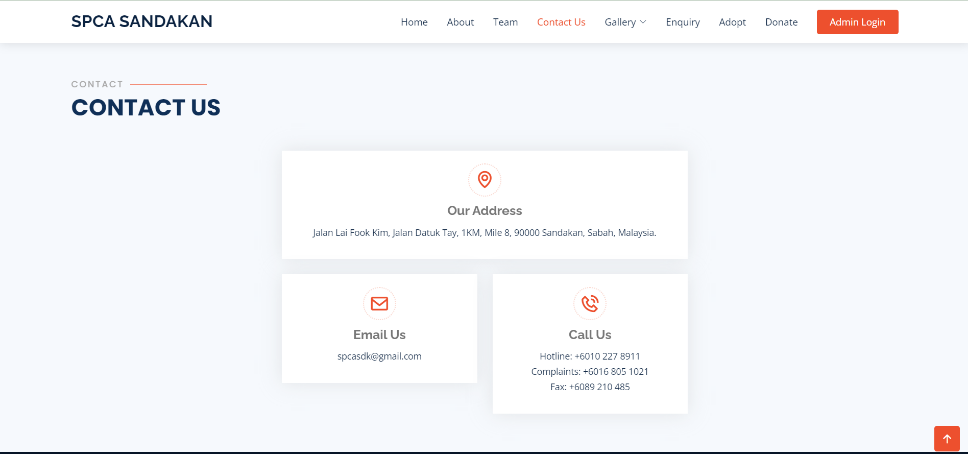 SPCA SANDAKAN
Home About Team Contact Us Gallery Enquiry Adopt Donate Admin Login
CONTACT
CONTACT US
Our Address
Jalan Lai Fook Kim, Jalan Datuk Tay, 1KM, Mile 8, 90000 Sandakan, Sabah, Malaysia.
Email Us
spcasdk@gmail.com
Call Us
Hotline: +6010 227 8911
Complaints: +6016 805 1021
Fax: +6089 210 485